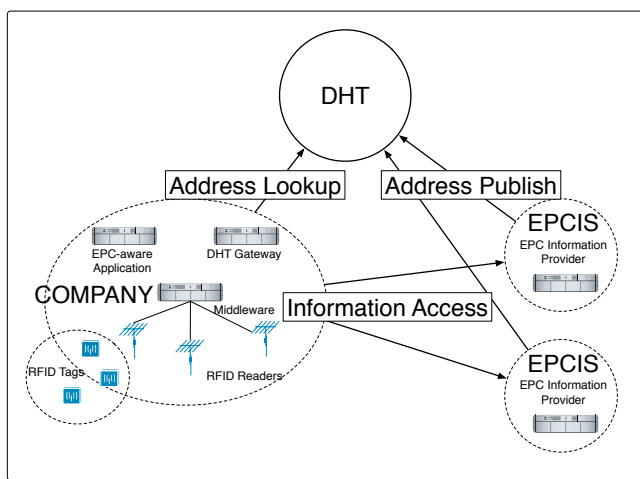 DHT
Address Lookup
Address Publish
EPCIS
EPC Information
Provider
EPC-aware
Application
DHT Gateway
COMPANY
Middleware
Information Access
RFID Tags
RFID Readers
EPCIS
EPC Information
Provider